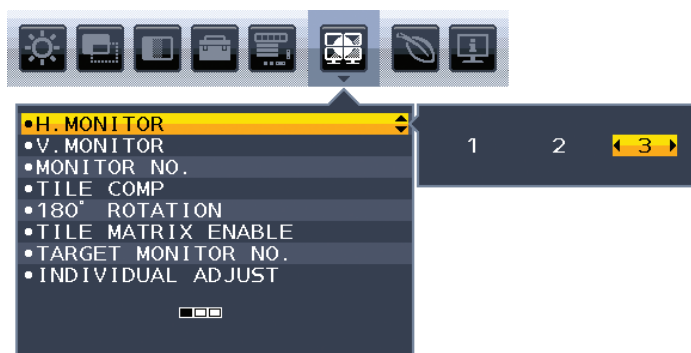 •H.MONITOR
1 2 3
•V.MONITOR
•MONITOR NO.
•TILE COMP
•180° ROTATION
•TILE MATRIX ENABLE
•TARGET MONITOR NO.
•INDIVIDUAL ADJUST